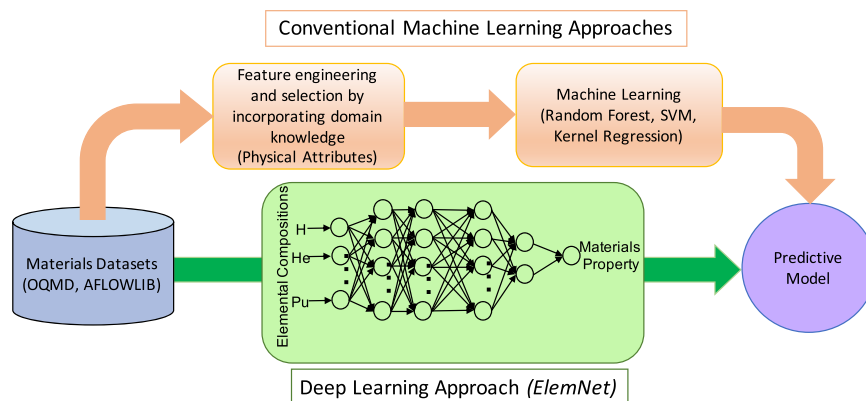 Conventional Machine Learning Approaches
Feature engineering
and selection by
incorporating domain
knowledge
(Physical Attributes)
Machine Learning
(Random Forest, SVM,
Kernel Regression)
Materials Datasets
(OQMD, AFLOWLIB)
Elemental Compositions
H
He
Pu
Materials
Property
Predictive
Model
Deep Learning Approach (ElemNet)